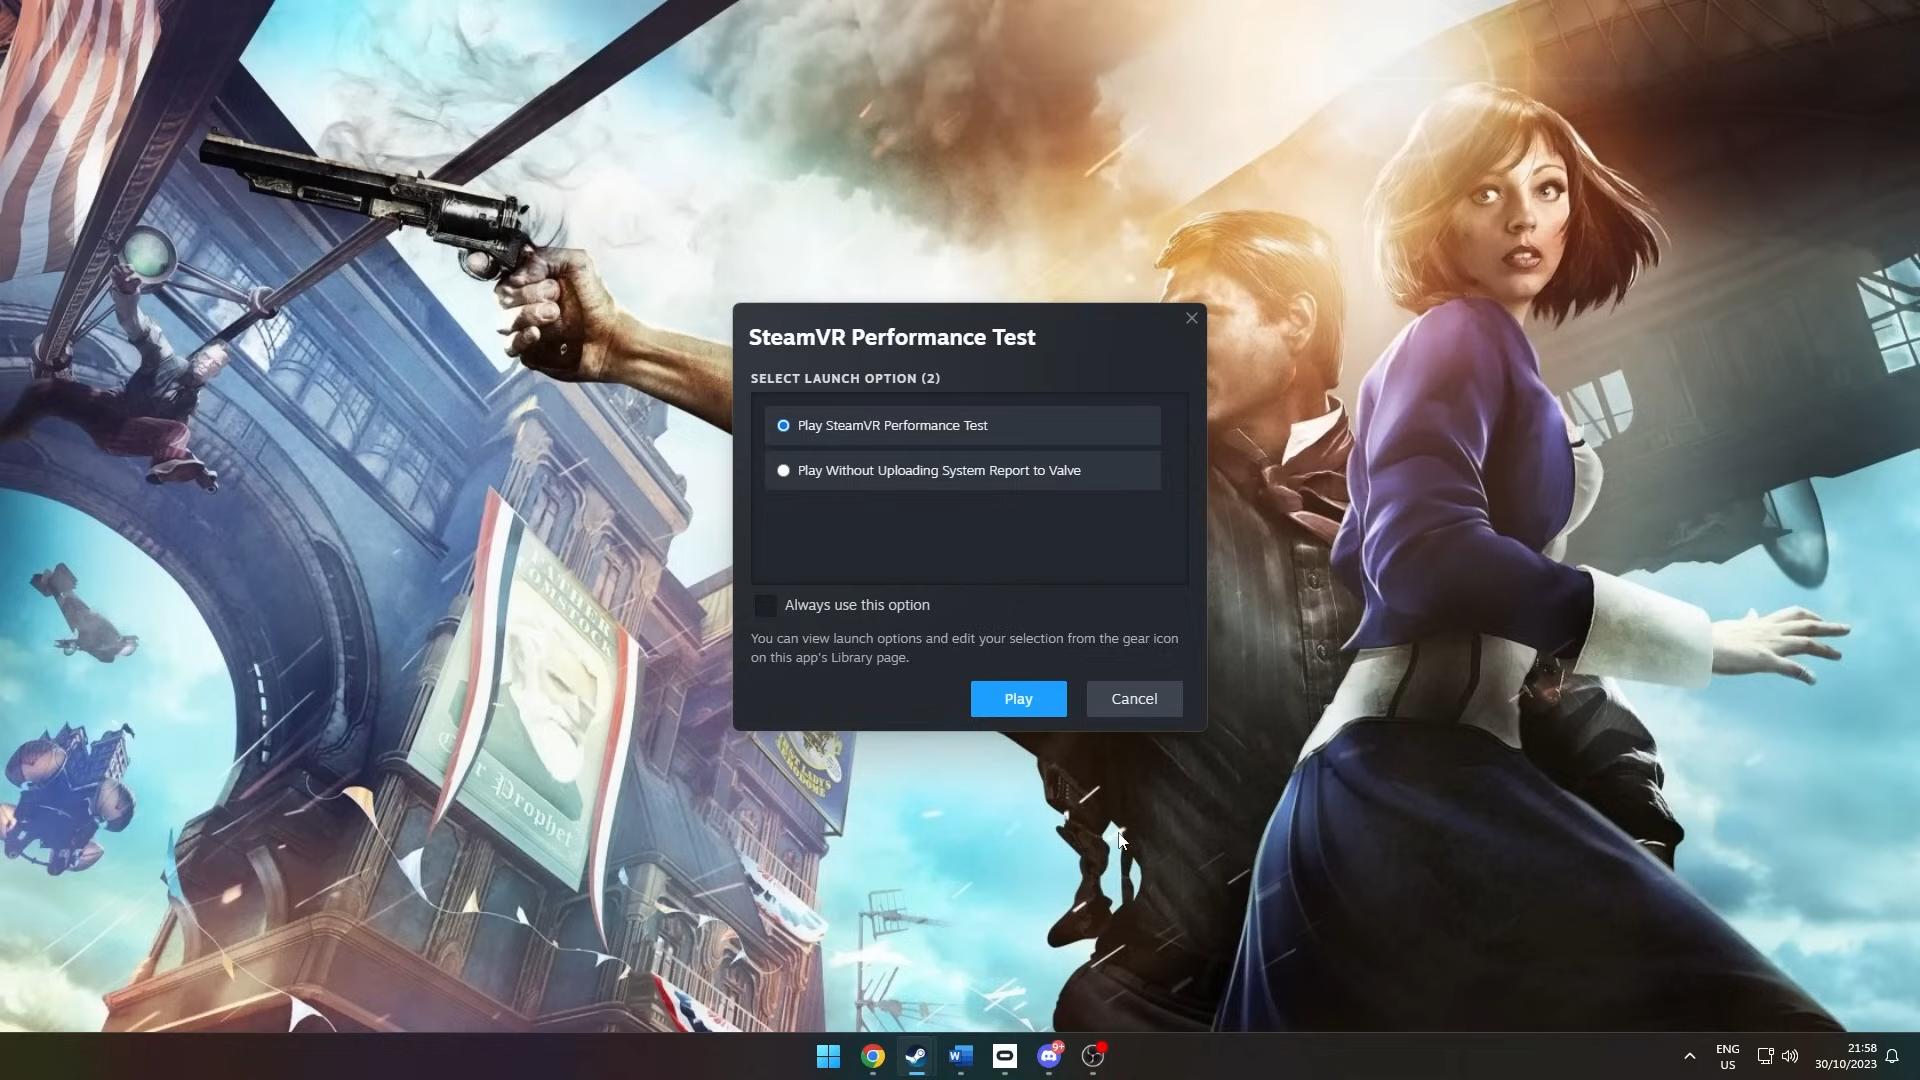 SteamVR Performance Test
SELECT LAUNCH OPTION (2)
Play SteamVR Performance Test
Play Without Uploading System Report to Valve
Always use this option
You can view launch options and edit your selection from the gear icon
on this app's Library page.
Play
Cancel
Prophet
9+
ENG
US
21:58
30/10/2023